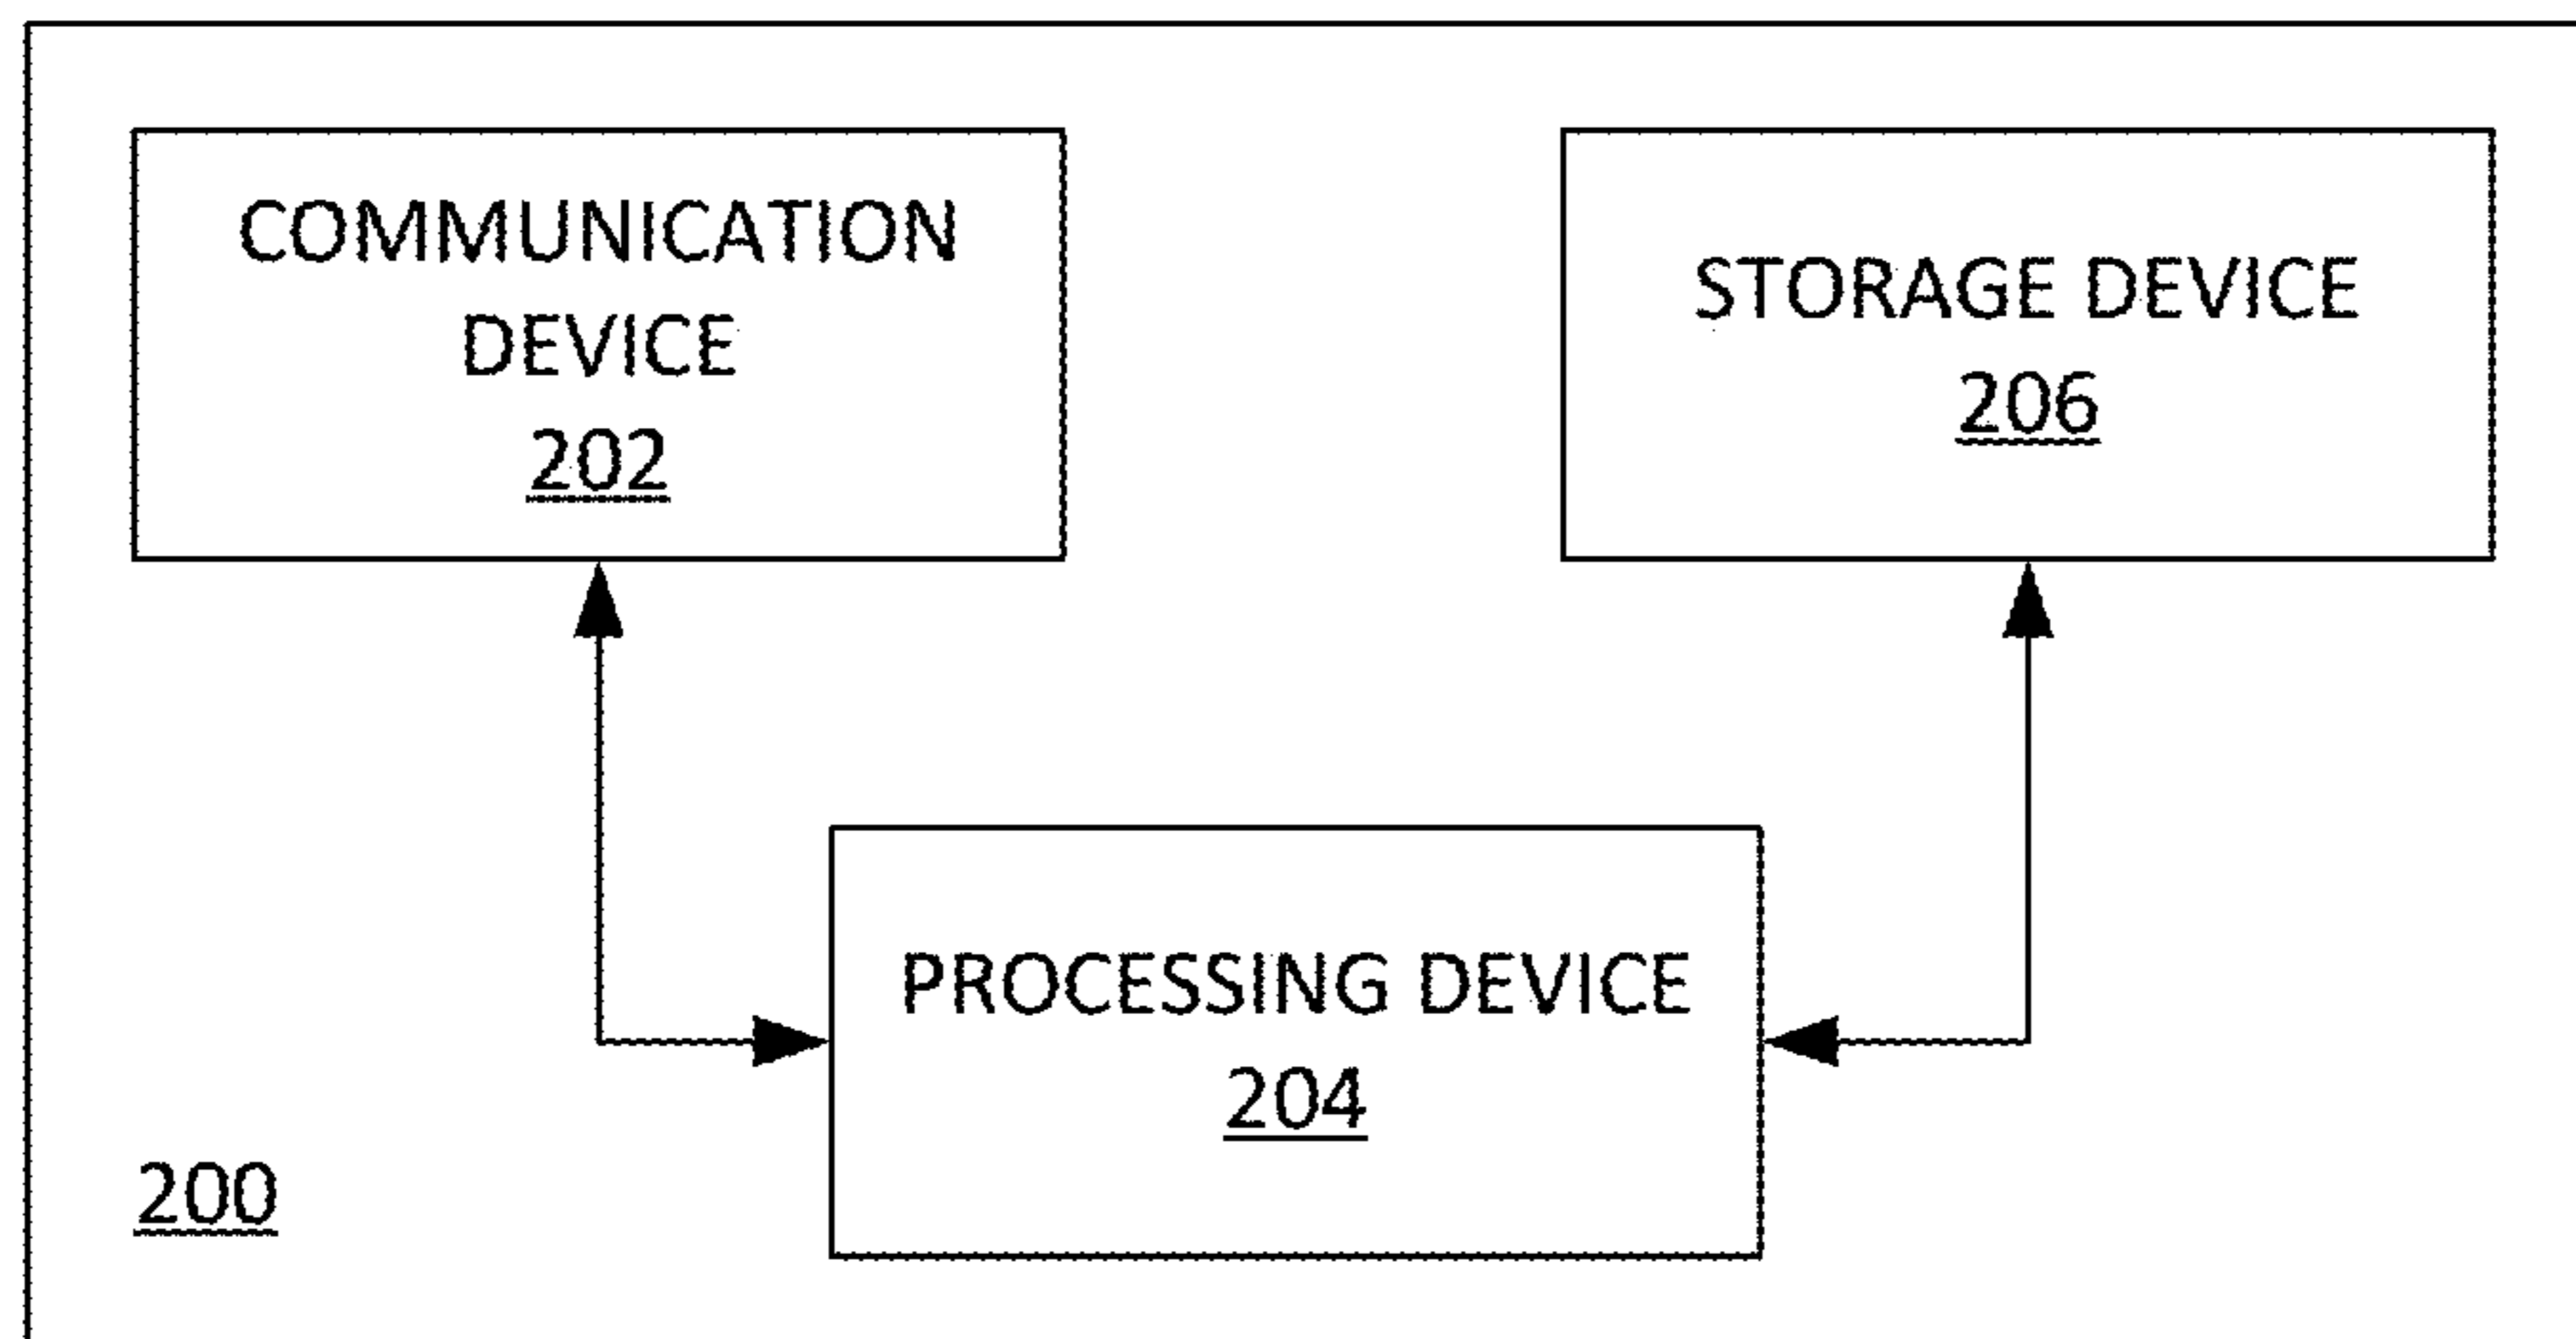 COMMUNICATION
DEVICE
202
STORAGE DEVICE
206
PROCESSING DEVICE
204
200